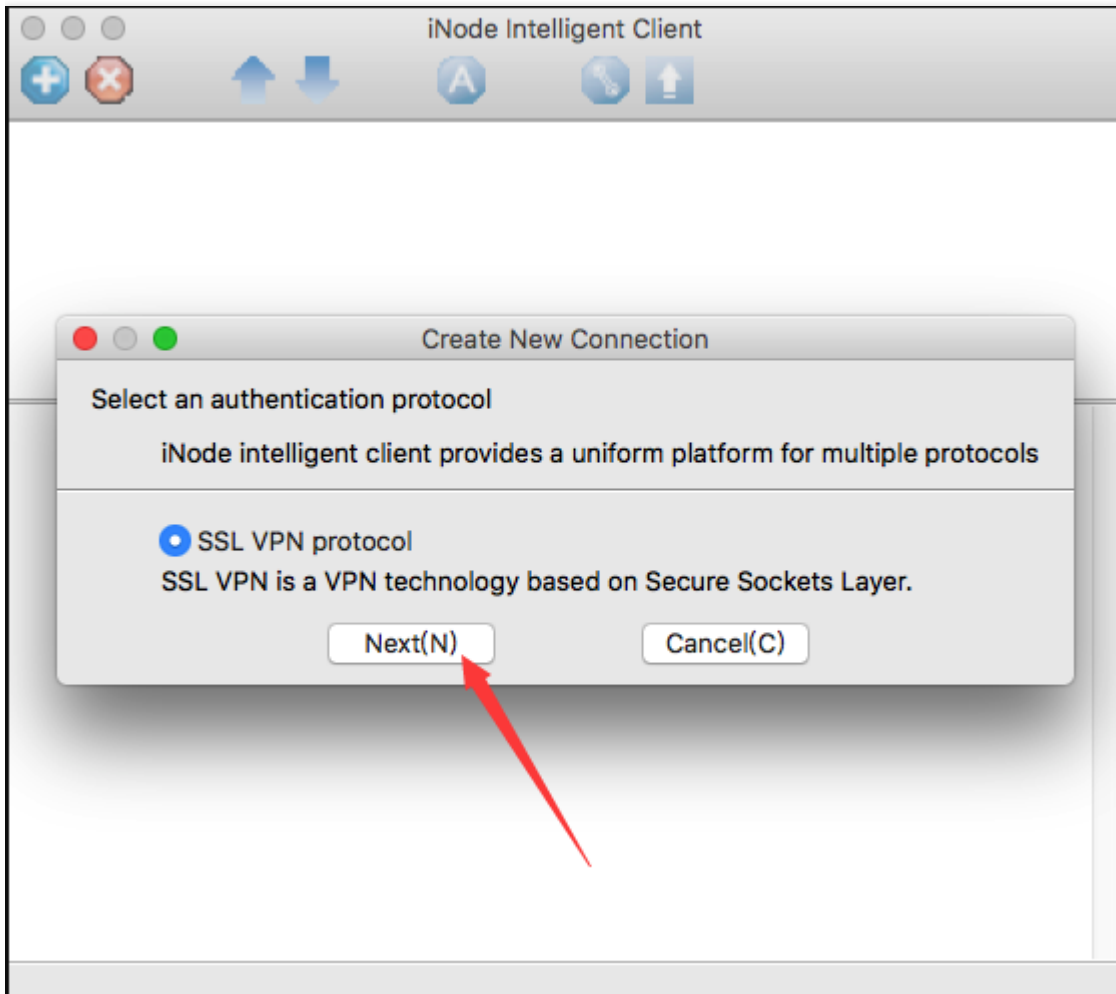 iNode Intelligent Client
A
Create New Connection
Select an authentication protocol
iNode intelligent client provides a uniform platform for multiple protocols
SSL VPN protocol
SSL VPN is a VPN technology based on Secure Sockets Layer.
Next(N) Cancel(C)